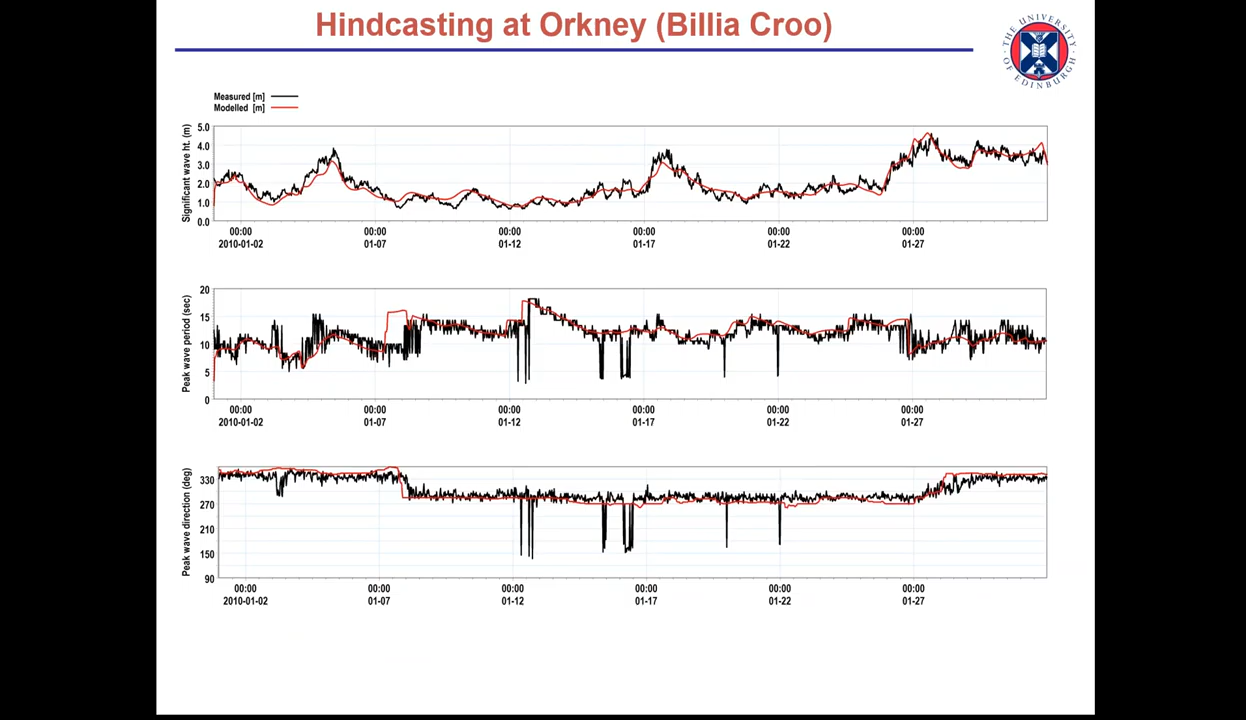 Hindcasting at Orkney (Billia Croo)
THE UNIVERSITY OF EDINBURGH
Measured [m]
Modelled [m]
Significant wave ht. (m)
5.0
4.0
3.0
2.0
1.0
0.0
00:00 00:00 00:00 00:00 00:00 00:00
2010-01-02 01-07 01-12 01-17 01-22 01-27
Peak wave period (sec)
20
15
10
5
0
00:00 00:00 00:00 00:00 00:00 00:00
2010-01-02 01-07 01-12 01-17 01-22 01-27
Peak wave direction (deg)
330
270
210
150
90
00:00 00:00 00:00 00:00 00:00 00:00
2010-01-02 01-07 01-12 01-17 01-22 01-27